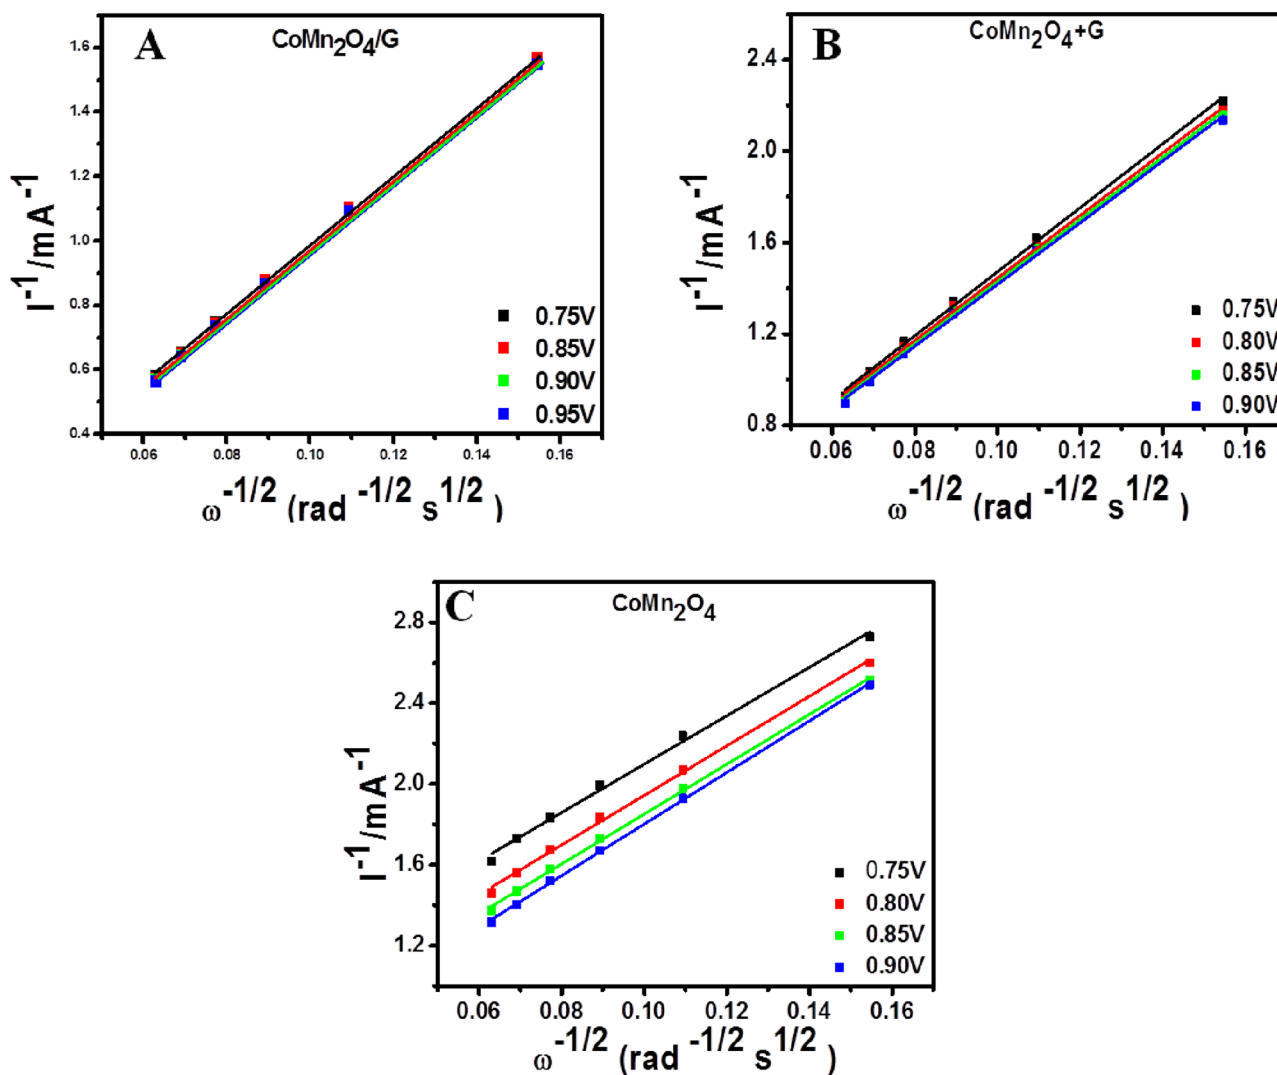 A
CoMn2O4/G
1.6
1.4
1.2
1.0
0.8
0.6
0.4
I-1/mA-1
0.75V
0.85V
0.90V
0.95V
0.06 0.08 0.10 0.12 0.14 0.16
ω-1/2 (rad -1/2 s1/2)
B
CoMn2O4+G
2.4
2.0
1.6
1.2
0.8
I-1/mA-1
0.75V
0.80V
0.85V
0.90V
0.06 0.08 0.10 0.12 0.14 0.16
ω-1/2 (rad -1/2 s1/2)
C
CoMn2O4
2.8
2.4
2.0
1.6
1.2
I-1/mA-1
0.75V
0.80V
0.85V
0.90V
0.06 0.08 0.10 0.12 0.14 0.16
ω-1/2 (rad -1/2 s1/2)